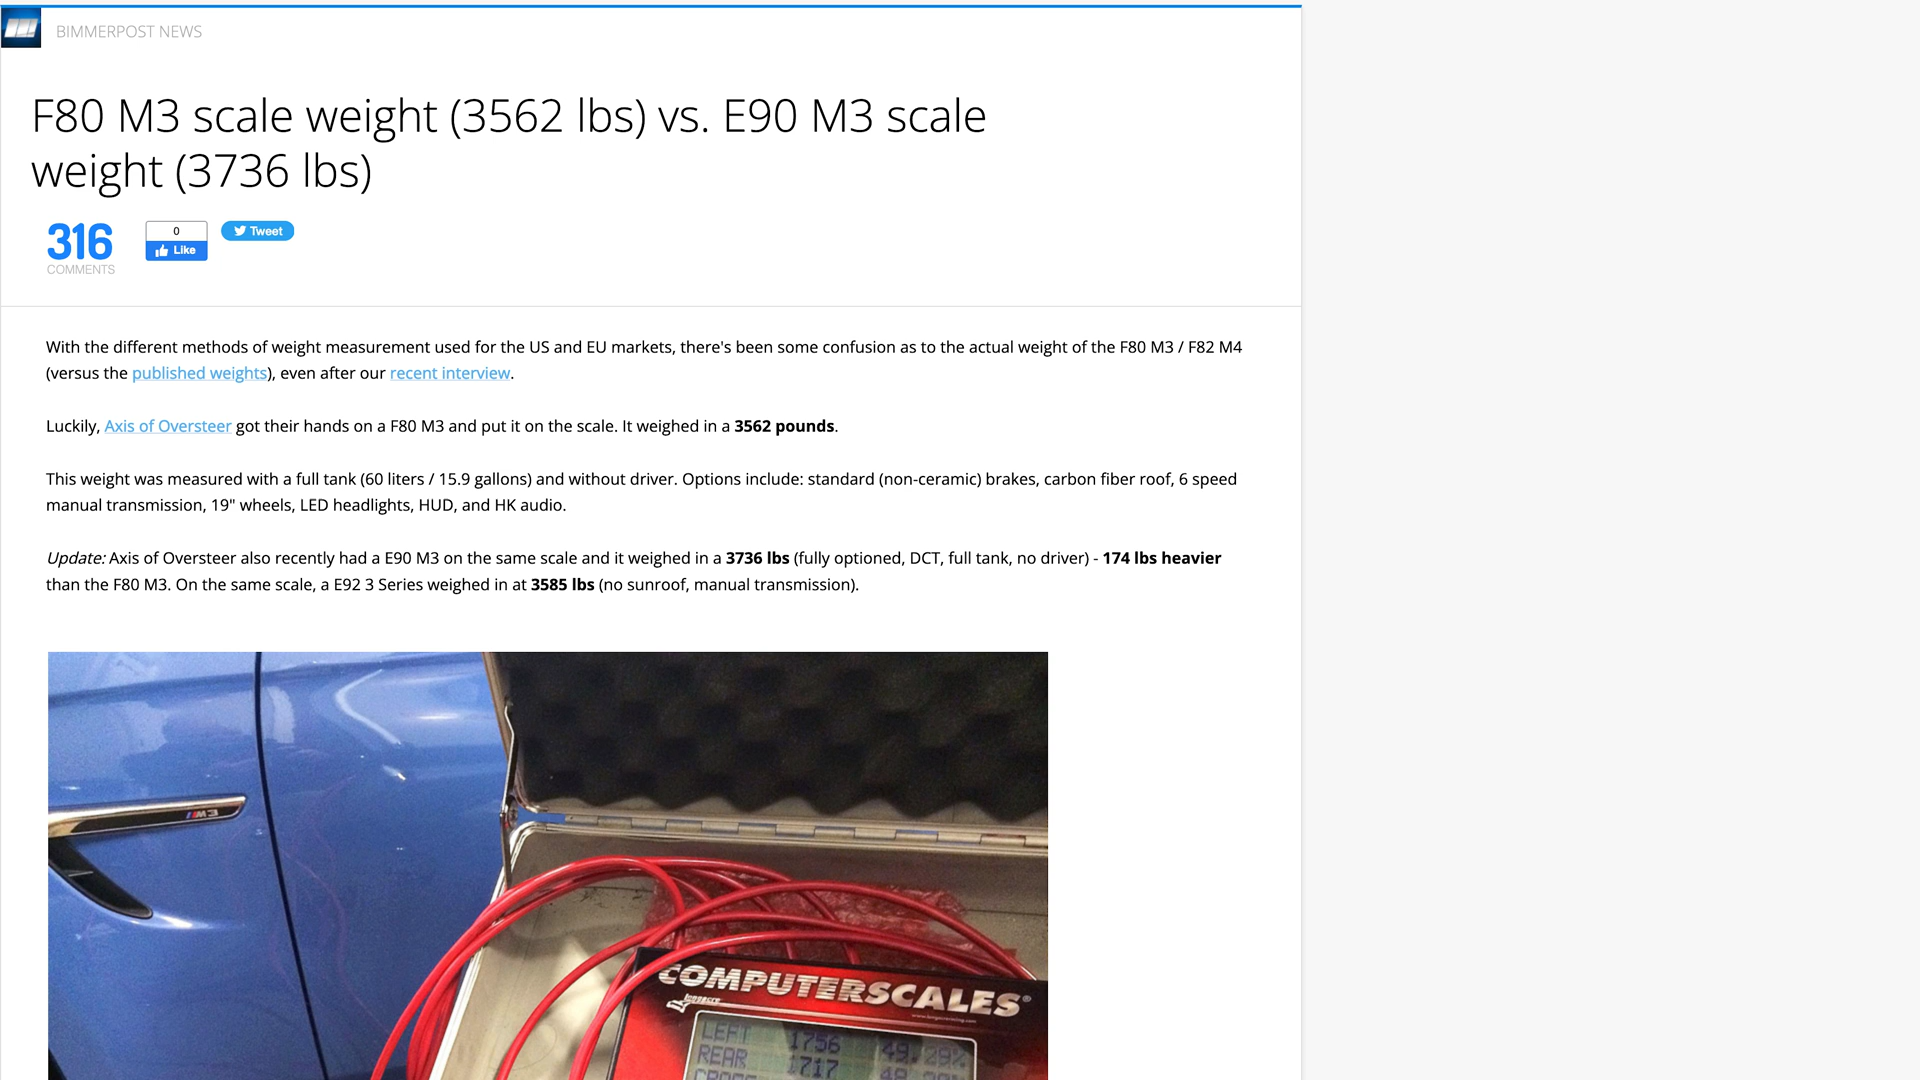 BIMMERPOST NEWS
F80 M3 scale weight (3562 lbs) vs. E90 M3 scale
weight (3736 lbs)
316
COMMENTS
0
Like
Tweet
With the different methods of weight measurement used for the US and EU markets, there's been some confusion as to the actual weight of the F80 M3 / F82 M4
(versus the published weights), even after our recent interview.
Luckily, Axis of Oversteer got their hands on a F80 M3 and put it on the scale. It weighed in a 3562 pounds.
This weight was measured with a full tank (60 liters / 15.9 gallons) and without driver. Options include: standard (non-ceramic) brakes, carbon fiber roof, 6 speed
manual transmission, 19" wheels, LED headlights, HUD, and HK audio.
Update: Axis of Oversteer also recently had a E90 M3 on the same scale and it weighed in a 3736 lbs (fully optioned, DCT, full tank, no driver) - 174 lbs heavier
than the F80 M3. On the same scale, a E92 3 Series weighed in at 3585 lbs (no sunroof, manual transmission).
M3
COMPUTERSCALES®
LEFT 1756 49.29%
REAR 1717